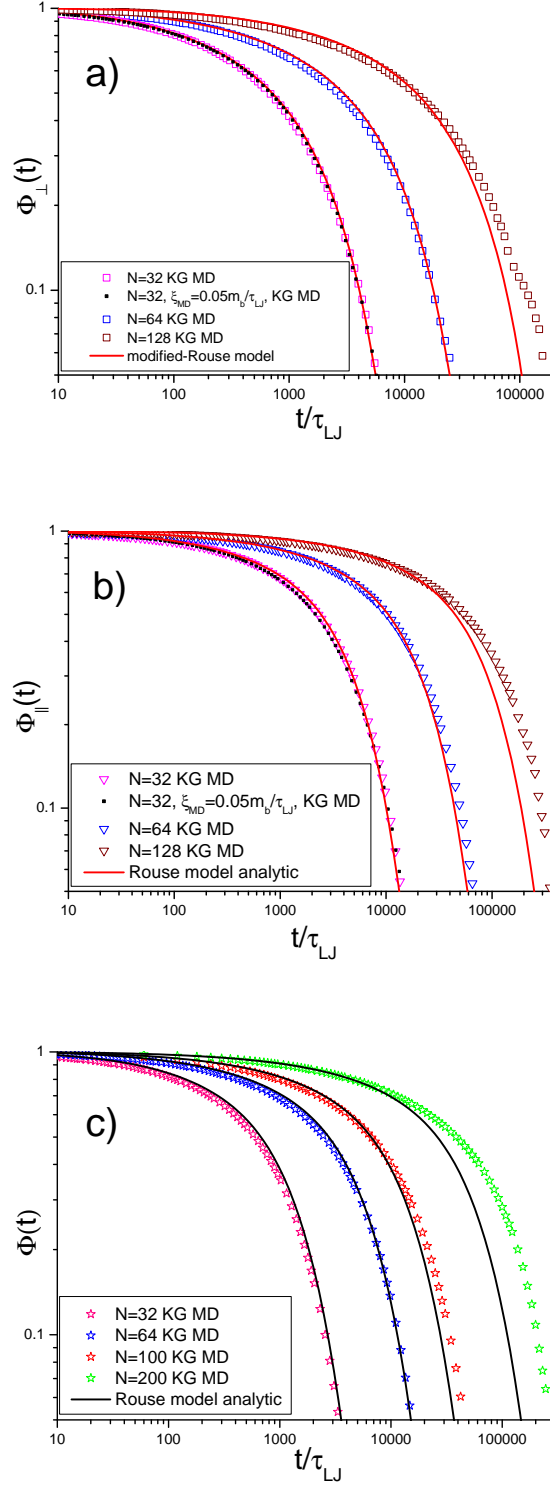 1
a)
Φ⊥(t)
0.1
N=32 KG MD
N=32, ξMD=0.05mb/τLJ, KG MD
N=64 KG MD
N=128 KG MD
modified-Rouse model
10 100 1000 10000 100000
t/τLJ
1
b)
Φ||(t)
0.1
N=32 KG MD
N=32, ξMD=0.05mb/τLJ, KG MD
N=64 KG MD
N=128 KG MD
Rouse model analytic
10 100 1000 10000 100000
t/τLJ
1
c)
Φ(t)
0.1
N=32 KG MD
N=64 KG MD
N=100 KG MD
N=200 KG MD
Rouse model analytic
10 100 1000 10000 100000
t/τLJ